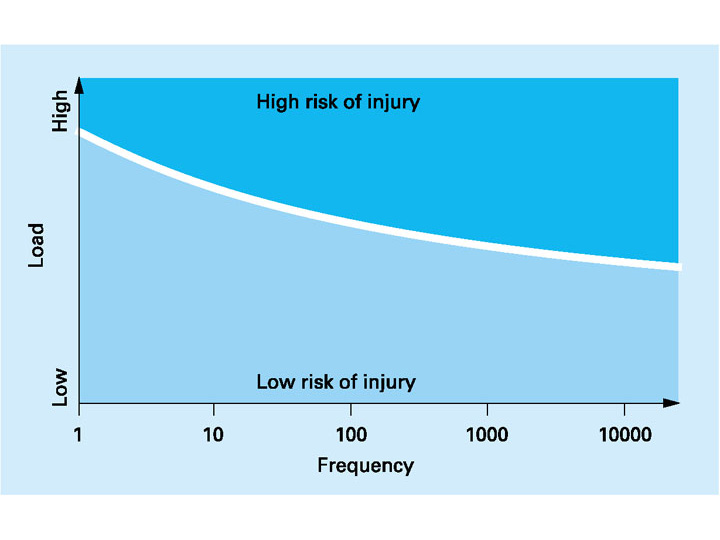 High risk of injury
High
Load
Low
Low risk of injury
1 10 100 1000 10000
Frequency